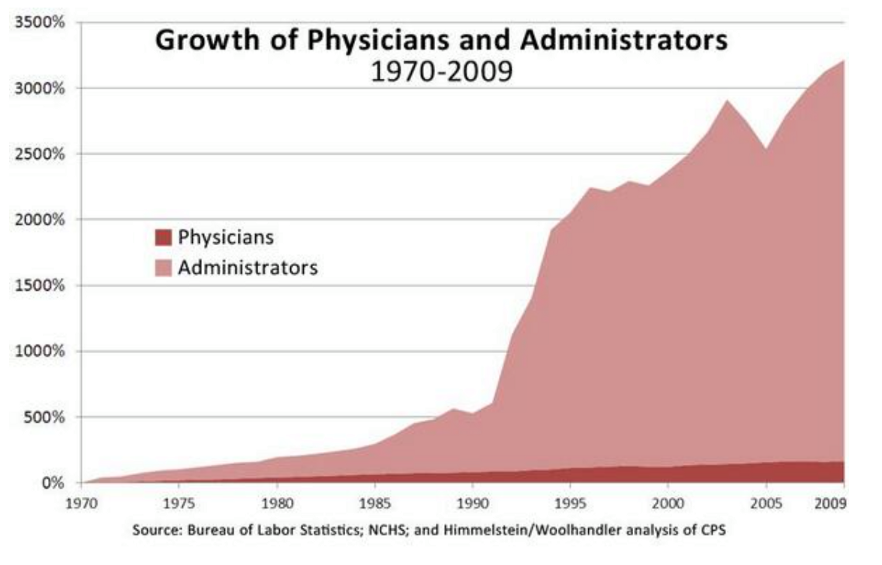 Growth of Physicians and Administrators
1970-2009
3500%
3000%
2500%
2000%
1500%
1000%
500%
0%
Physicians
Administrators
1970 1975 1980 1985 1990 1995 2000 2005 2009
Source: Bureau of Labor Statistics; NCHS; and Himmelstein/Woolhandler analysis of CPS